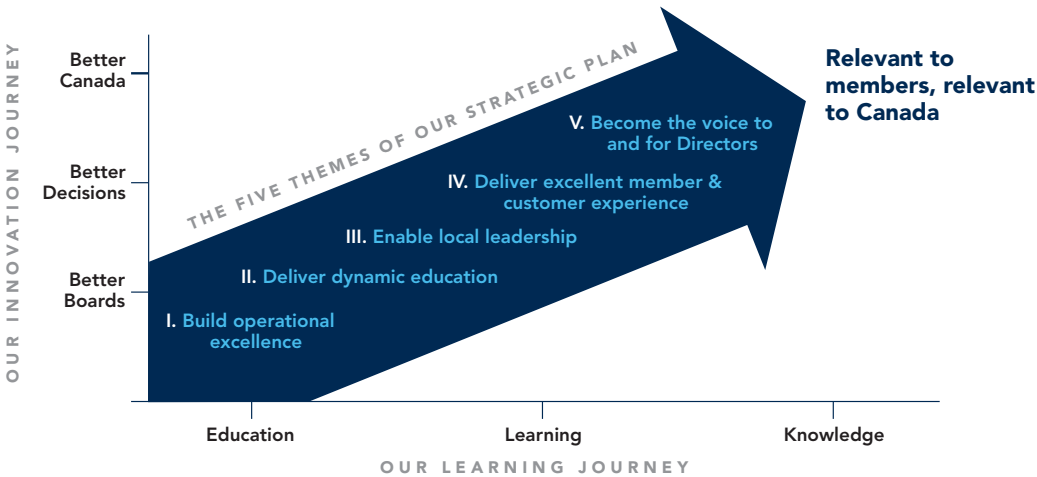 OUR INNOVATION JOURNEY
Better
Canada
Better
Decisions
Better
Boards
THE FIVE THEMES OF OUR STRATEGIC PLAN
Relevant to
members, relevant
to Canada
V. Become the voice to
and for Directors
IV. Deliver excellent member &
customer experience
III. Enable local leadership
II. Deliver dynamic education
I. Build operational
excellence
Education
Learning
Knowledge
OUR LEARNING JOURNEY